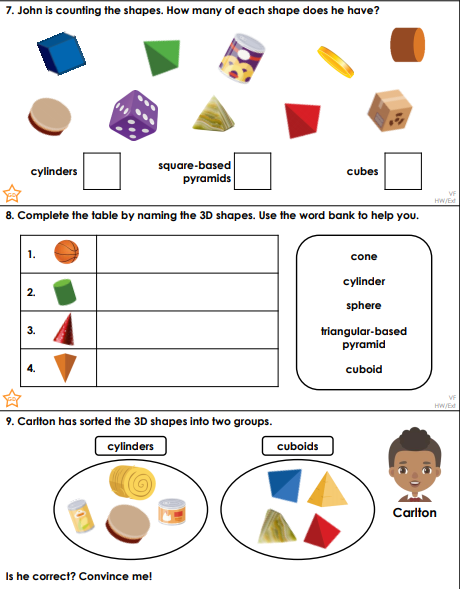 7. John is counting the shapes. How many of each shape does he have?
cylinders
square-based
pyramids
cubes
VF
HW/Ext
8. Complete the table by naming the 3D shapes. Use the word bank to help you.
1.
2.
3.
4.
cone
cylinder
sphere
triangular-based
pyramid
cuboid
VF
HW/Ext
9. Carlton has sorted the 3D shapes into two groups.
cylinders
cuboids
Carlton
Is he correct? Convince me!